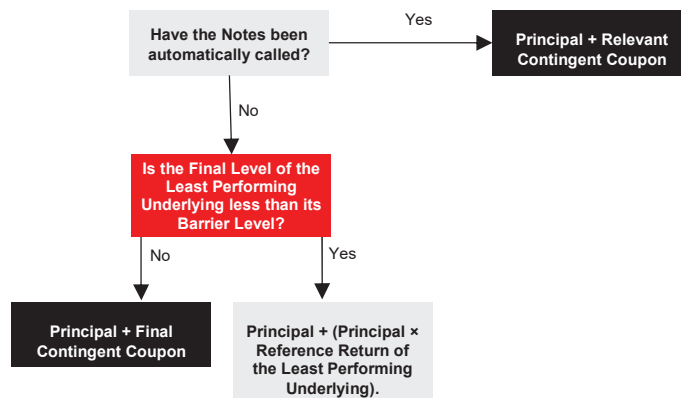 Have the Notes been
automatically called?
Yes
Principal + Relevant
Contingent Coupon
No
Is the Final Level of the
Least Performing
Underlying less than its
Barrier Level?
No
Yes
Principal + Final
Contingent Coupon
Principal + (Principal ×
Reference Return of
the Least Performing
Underlying).